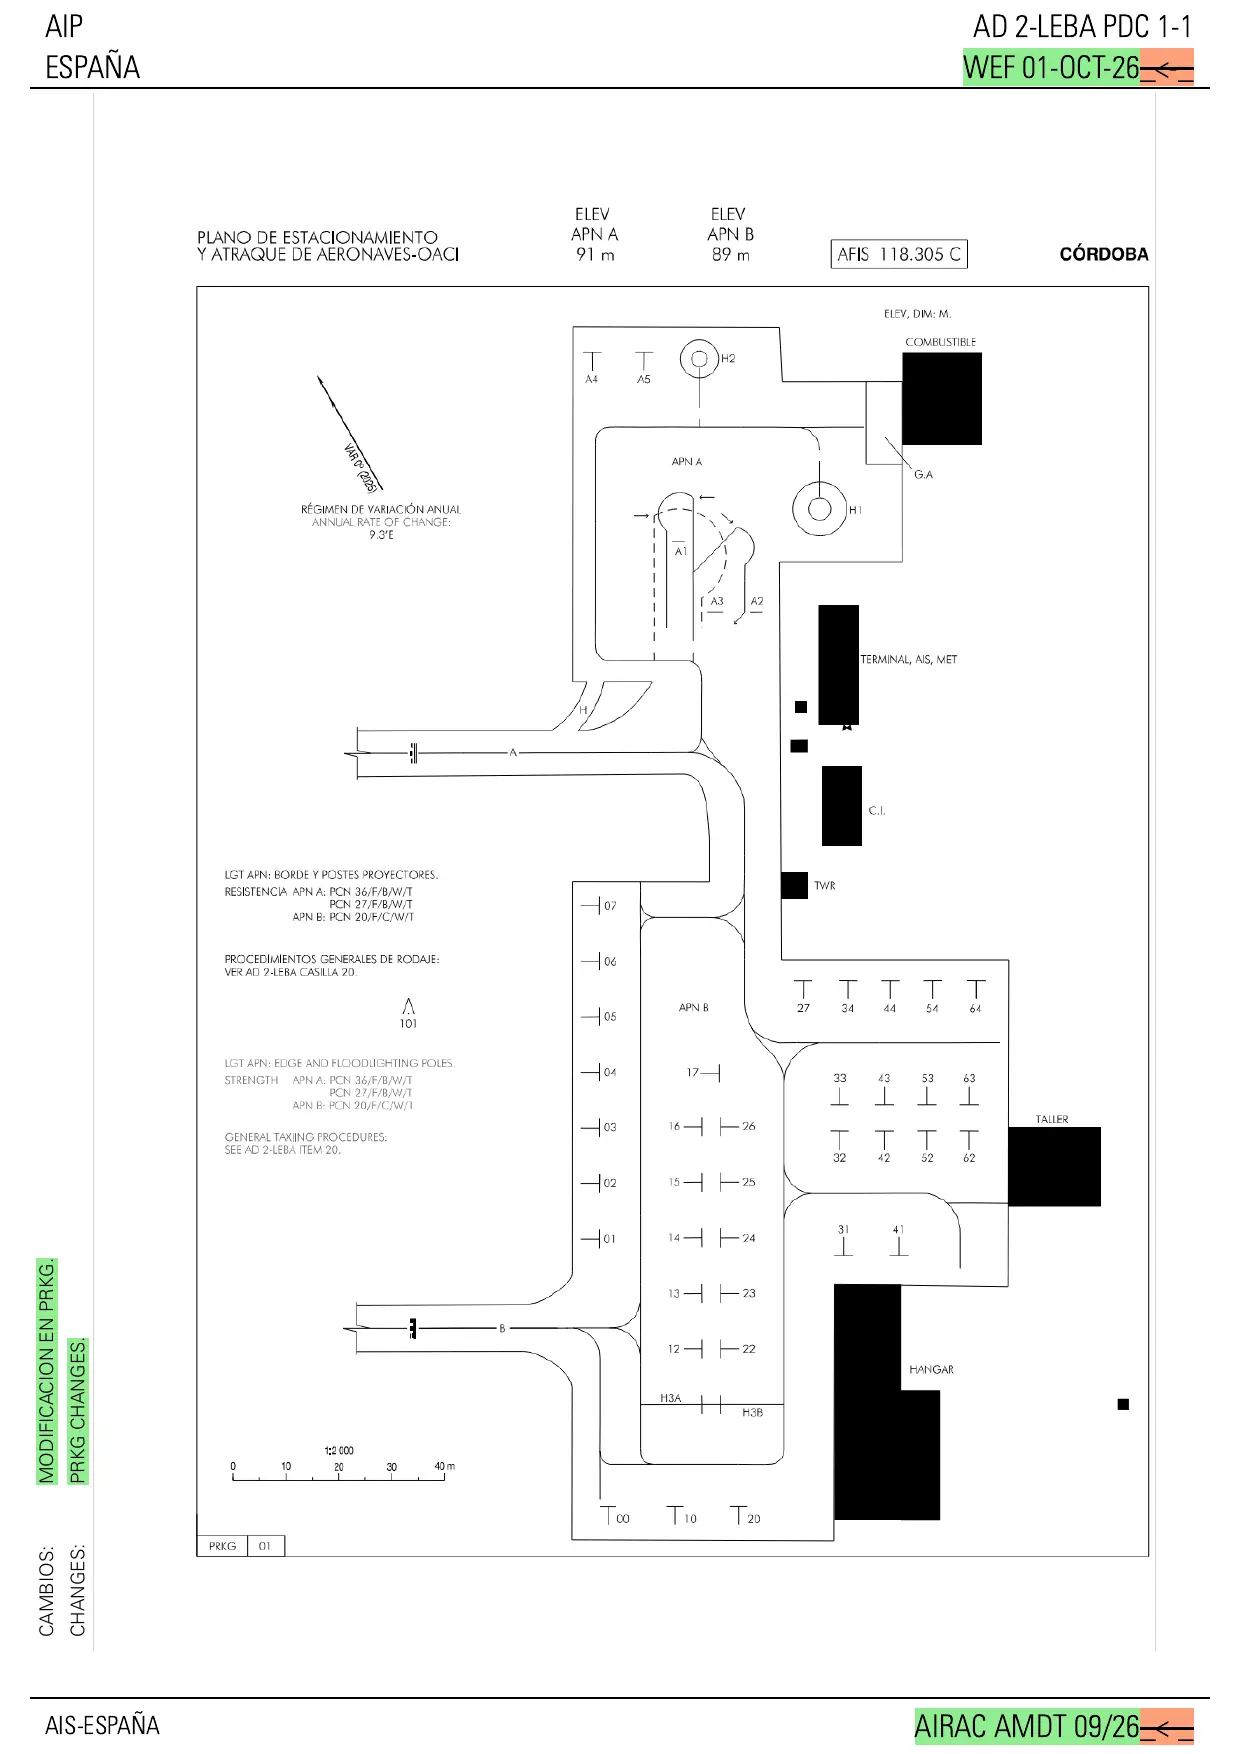 AIP
ESPAÑA
AD 2-LEBA PDC 1-1
WEF 01-OCT-26
PLANO DE ESTACIONAMIENTO
Y ATRAQUE DE AERONAVES-OACI
ELEV
APN A
91 m
ELEV
APN B
89 m
AFIS 118.305 C
CÓRDOBA
ELEV, DIM: M.
COMBUSTIBLE
A4
A5
H2
VAR 0° (2025)
RÉGIMEN DE VARIACIÓN ANUAL
ANNUAL RATE OF CHANGE:
9.3'E
APN A
G.A
H1
A1
A3
A2
TERMINAL, AIS, MET
H
A
C.I.
TWR
LGT APN: BORDE Y POSTES PROYECTORES.
RESISTENCIA APN A: PCN 36/F/B/W/T
PCN 27/F/B/W/T
APN B: PCN 20/F/C/W/T
PROCEDIMIENTOS GENERALES DE RODAJE:
VER AD 2-LEBA CASILLA 20.
101
LGT APN: EDGE AND FLOODLIGHTING POLES.
STRENGTH APN A: PCN 36/F/B/W/T
PCN 27/F/B/W/T
APN B: PCN 20/F/C/W/T
GENERAL TAXIING PROCEDURES:
SEE AD 2-LEBA ITEM 20.
07
06
05
04
03
02
01
APN B
27
34
44
54
64
17
33
43
53
63
16
26
32
42
52
62
TALLER
15
25
14
24
31
41
13
23
B
12
22
H3A
H3B
HANGAR
1:2 000
0 10 20 30 40 m
00
10
20
PRKG 01
CAMBIOS: MODIFICACION EN PRKG.
CHANGES: PRKG CHANGES.
AIS-ESPAÑA
AIRAC AMDT 09/26